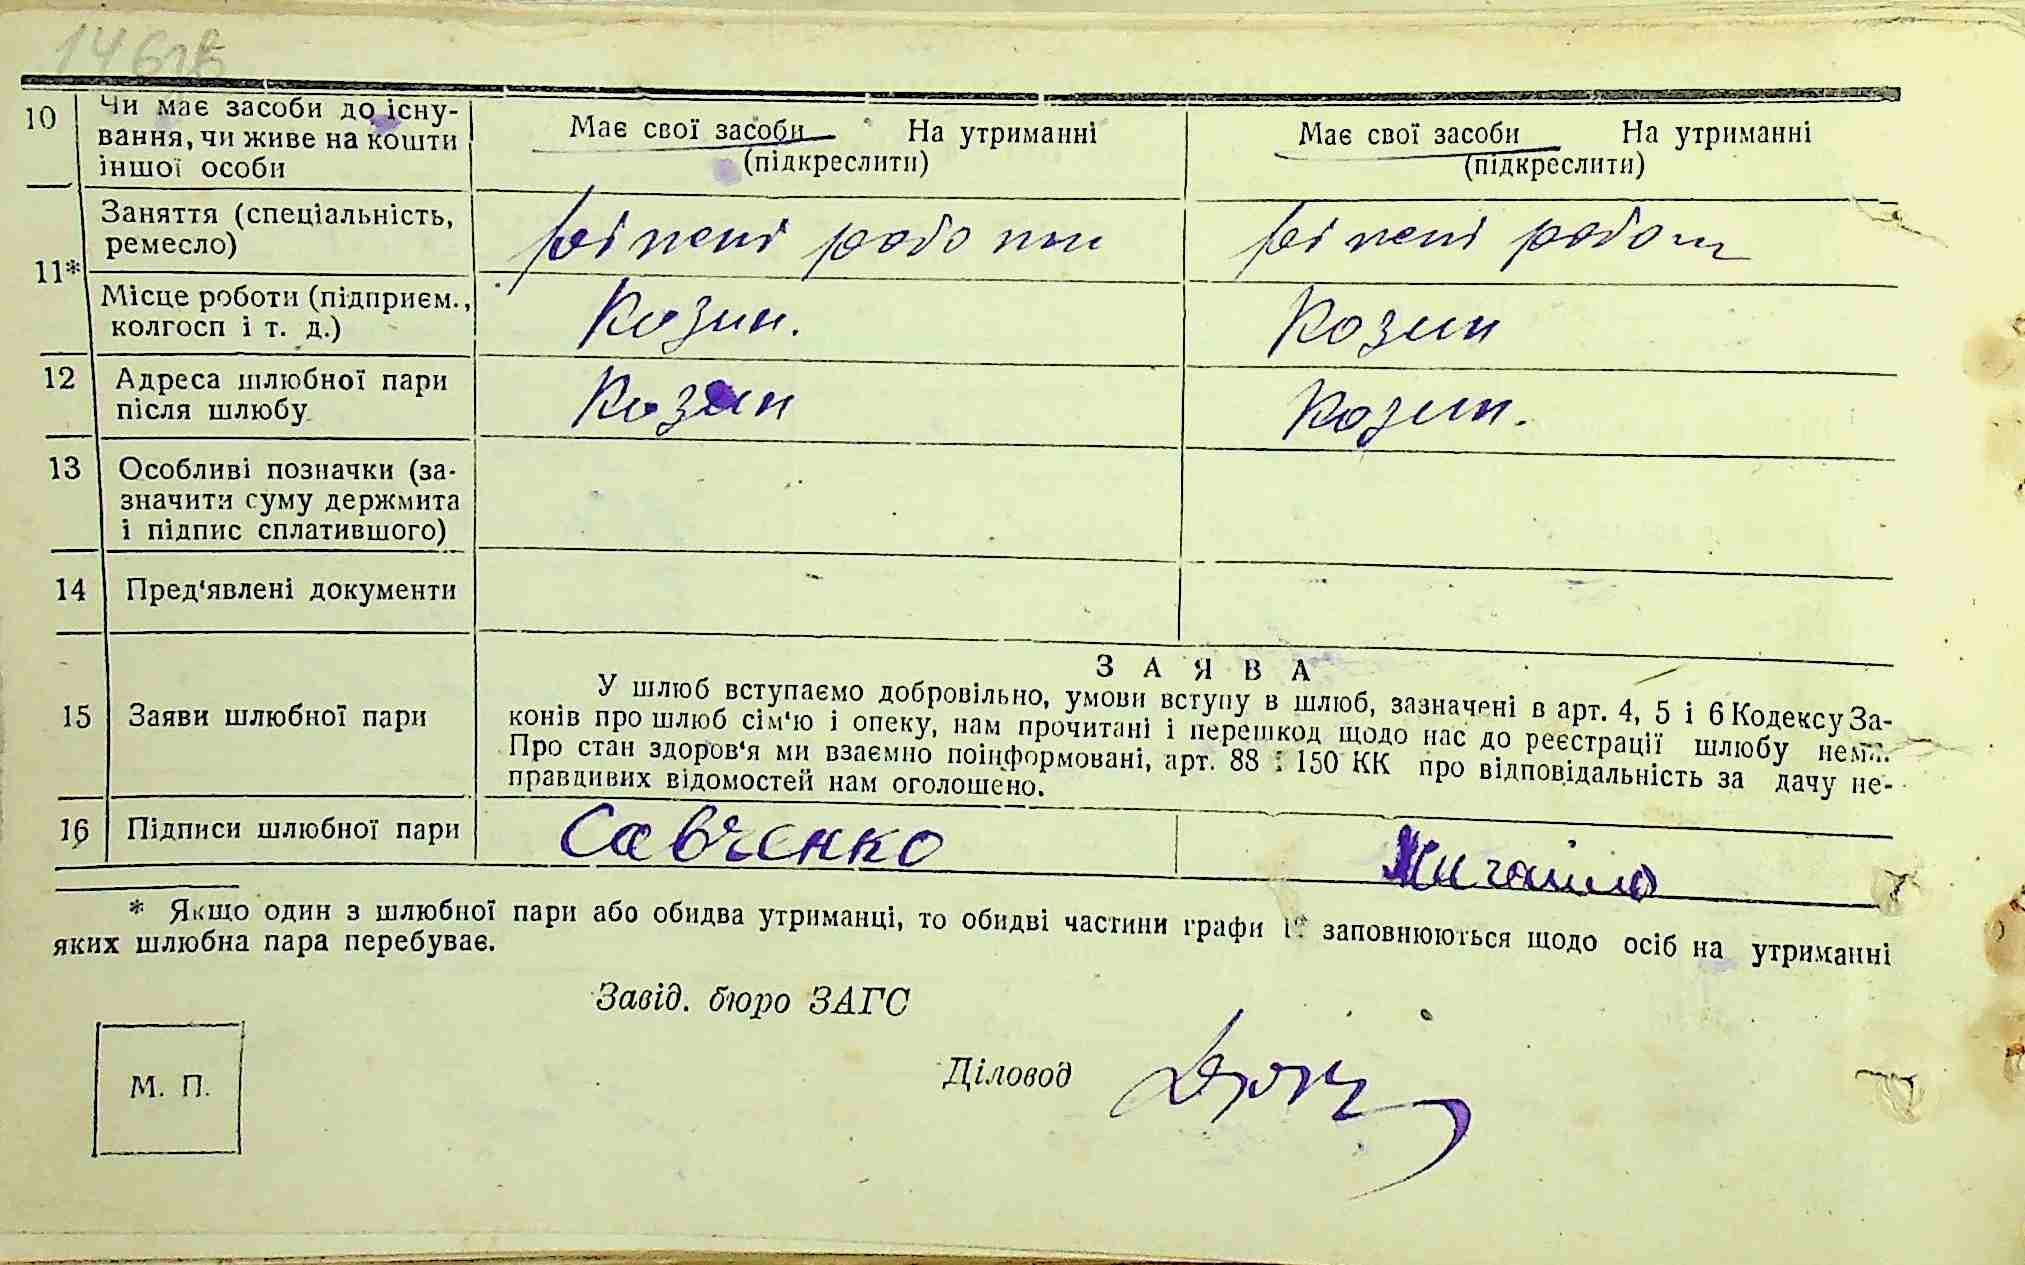 146зв
10
Чи має засоби до існу-
вання, чи живе на кошти
іншої особи
Має свої засоби На утриманні
(підкреслити)
Має свої засоби На утриманні
(підкреслити)
11*
Заняття (спеціальність,
ремесло)
різені роботи
різені роботи
Місце роботи (підприєм.,
колгосп і т. д.)
Козин.
Козин
12
Адреса шлюбної пари
після шлюбу
Козин
Козин.
13
Особливі позначки (за-
значити суму держмита
і підпис сплатившого)
14
Пред'явлені документи
15
Заяви шлюбної пари
ЗАЯВА
У шлюб вступаємо добровільно, умови вступу в шлюб, зазначені в арт. 4, 5 і 6 Кодексу За-
конів про шлюб сім'ю і опеку, нам прочитані і перешкод щодо нас до реєстрації шлюбу нема.
Про стан здоров'я ми взаємно поінформовані, арт. 88 і 150 КК про відповідальність за дачу не-
правдивих відомостей нам оголошено.
16
Підписи шлюбної пари
Савченко
* Якщо один з шлюбної пари або обидва утриманці, то обидві частини графи заповнюються щодо осіб на утриманні
яких шлюбна пара перебуває.
Завід. бюро ЗАГС
Діловод
М. П.